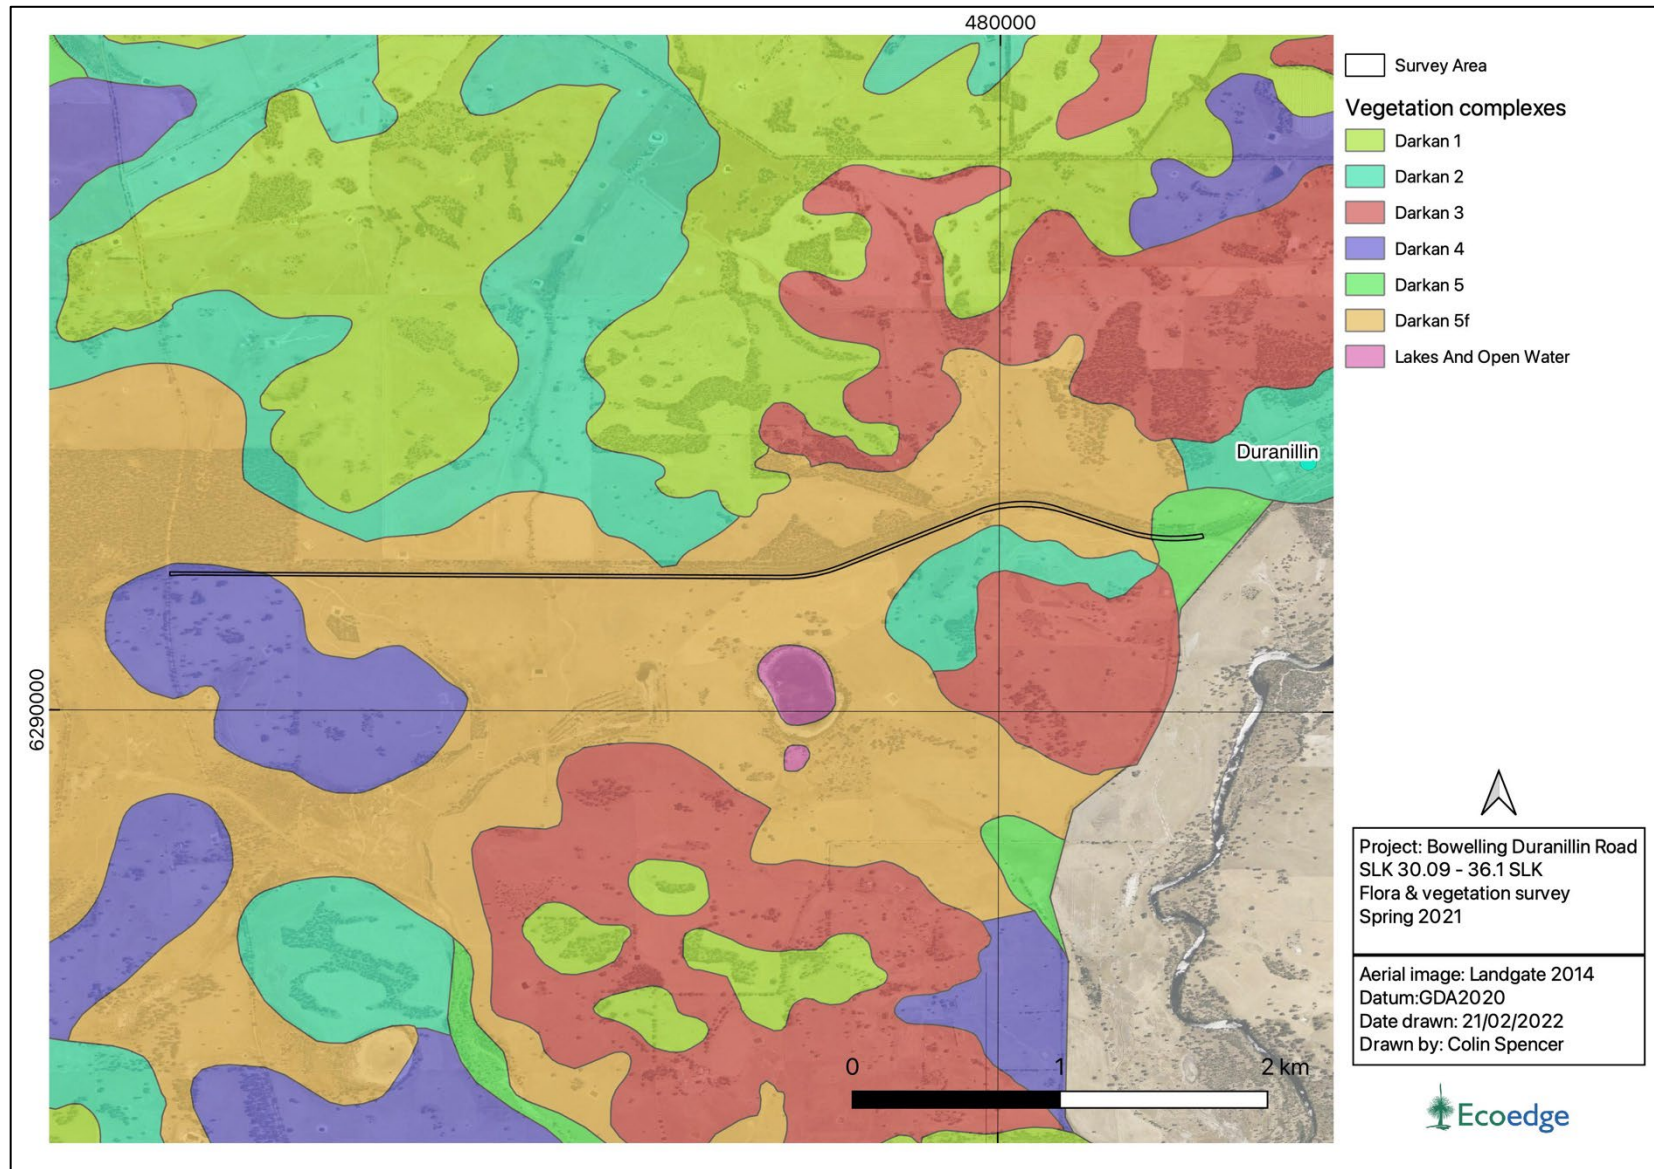 480000
6290000
Duranillin
0 1 2 km
Survey Area
Vegetation complexes
Darkan 1
Darkan 2
Darkan 3
Darkan 4
Darkan 5
Darkan 5f
Lakes And Open Water
Project: Bowelling Duranillin Road
SLK 30.09 - 36.1 SLK
Flora & vegetation survey
Spring 2021
Aerial image: Landgate 2014
Datum:GDA2020
Date drawn: 21/02/2022
Drawn by: Colin Spencer
Ecoedge